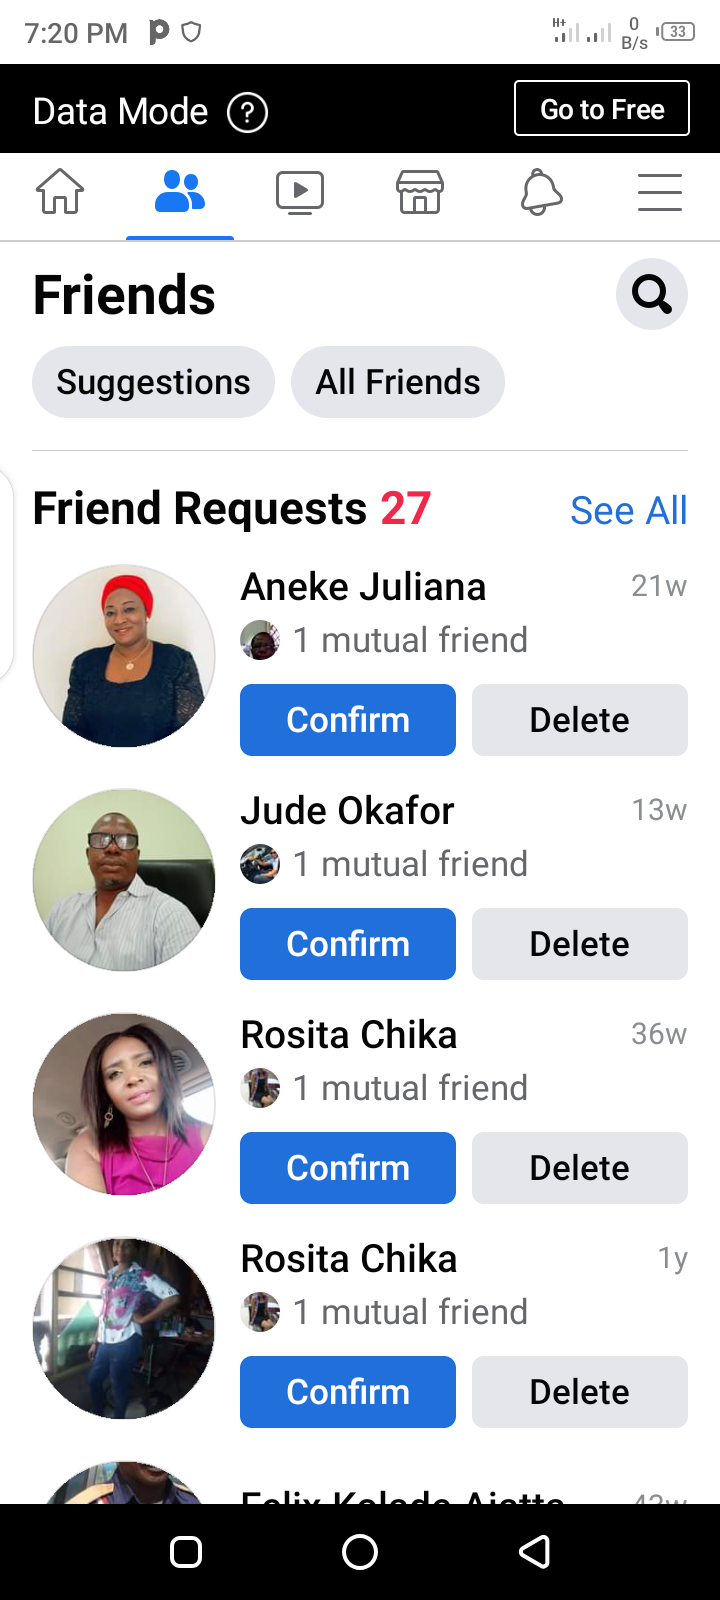 7:20 PM
H+
0
B/s
33
Data Mode
?
Go to Free
Friends
Suggestions
All Friends
Friend Requests 27
See All
Aneke Juliana
21w
1 mutual friend
Confirm
Delete
Jude Okafor
13w
1 mutual friend
Confirm
Delete
Rosita Chika
36w
1 mutual friend
Confirm
Delete
Rosita Chika
1y
1 mutual friend
Confirm
Delete
Felix Kolade